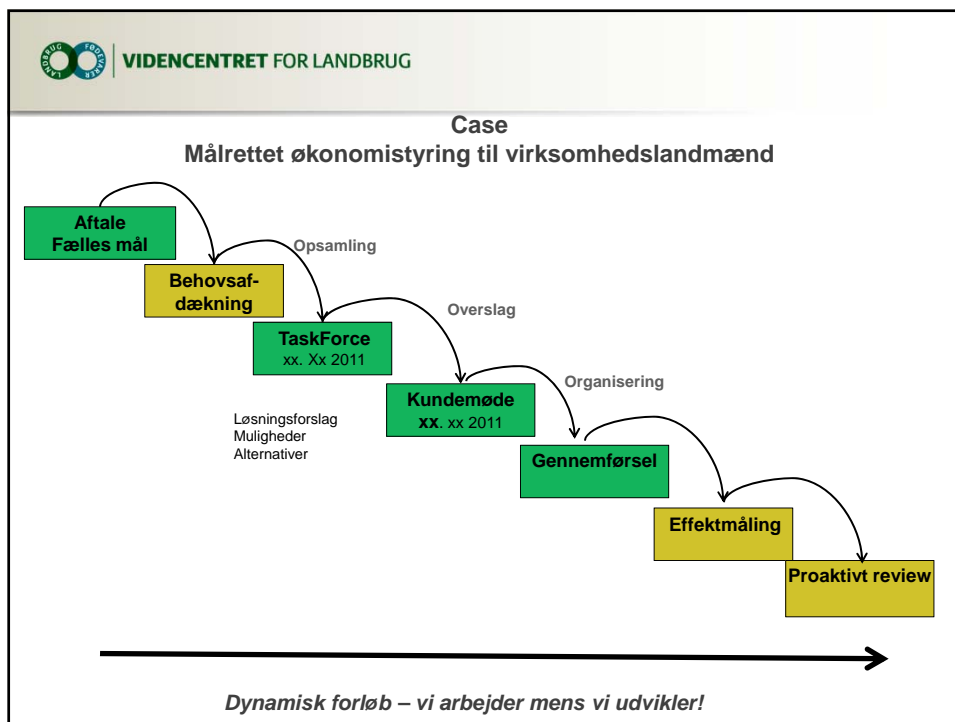 LANDBRUG FØDEVARER
VIDENCENTRET FOR LANDBRUG
Case
Målrettet økonomistyring til virksomhedslandmænd
Aftale
Fælles mål
Opsamling
Behovsaf-
dækning
Overslag
TaskForce
xx. Xx 2011
Organisering
Kundemøde
xx. xx 2011
Løsningsforslag
Muligheder
Alternativer
Gennemførsel
Effektmåling
Proaktivt review
Dynamisk forløb – vi arbejder mens vi udvikler!